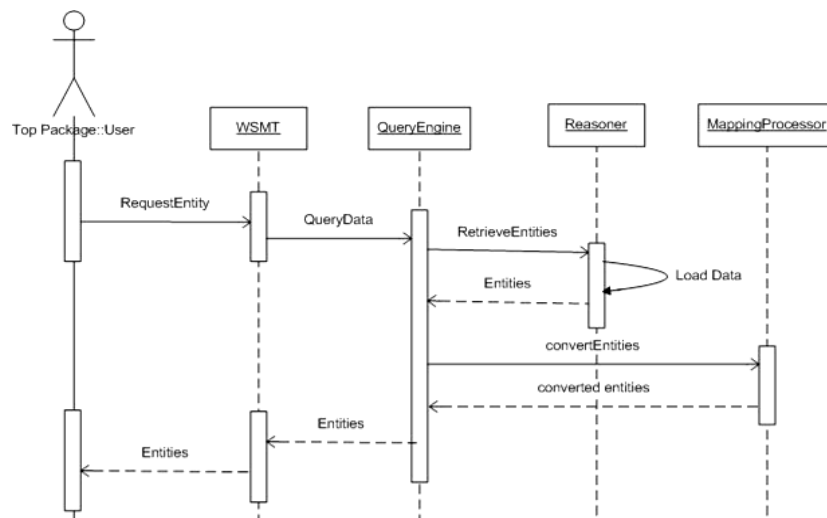 Top Package::User
WSMT
QueryEngine
Reasoner
MappingProcessor
RequestEntity
QueryData
RetrieveEntities
Load Data
Entities
convertEntities
converted entities
Entities
Entities